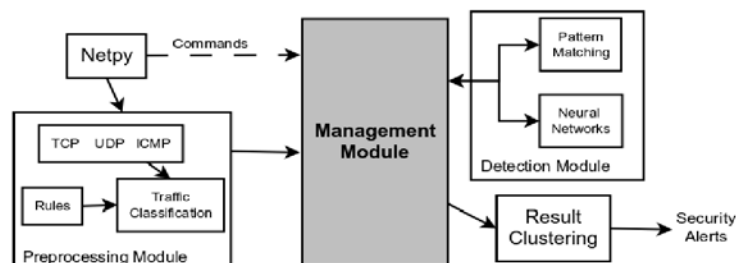 Netpy
Commands
TCP UDP ICMP
Rules
Traffic
Classification
Preprocessing Module
Management
Module
Pattern
Matching
Neural
Networks
Detection Module
Result
Clustering
Security
Alerts